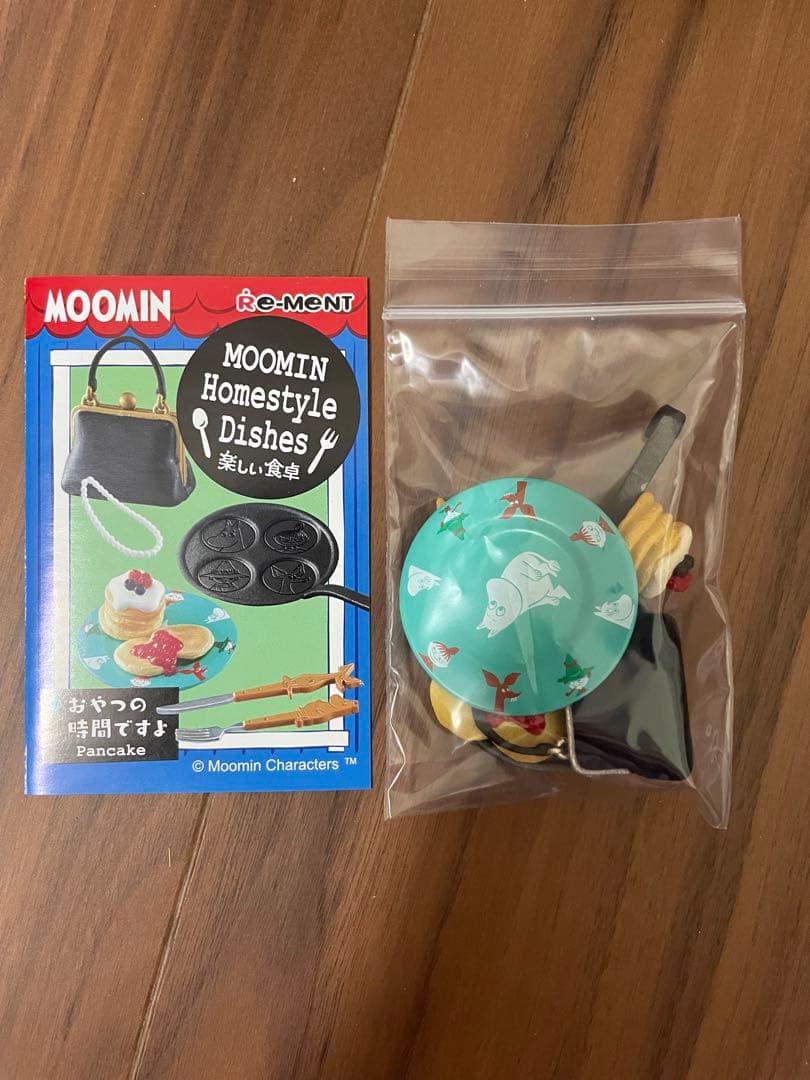 MOOMIN
Re-MeNT
MOOMIN
Homestyle
Dishes
楽しい食卓
おやつの
時間ですよ
Pancake
© Moomin Characters ™